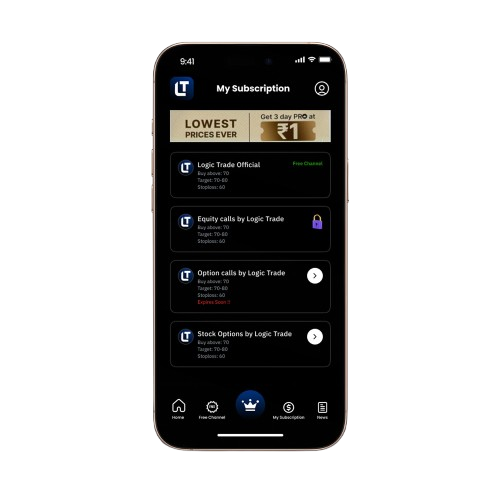 9:41
LT
My Subscription
LOWEST
PRICES EVER
Get 3 day PRO at
₹1
LT
Logic Trade Official
Free Channel
Buy above: 70
Target: 70-80
Stoploss: 60
LT
Equity calls by Logic Trade
Buy above: 70
Target: 70-80
Stoploss: 60
LT
Option calls by Logic Trade
Buy above: 70
Target: 70-80
Stoploss: 60
Expires Soon !!
LT
Stock Options by Logic Trade
Buy above: 70
Target: 70-80
Stoploss: 60
Home
Free Channel
My Subscription
News